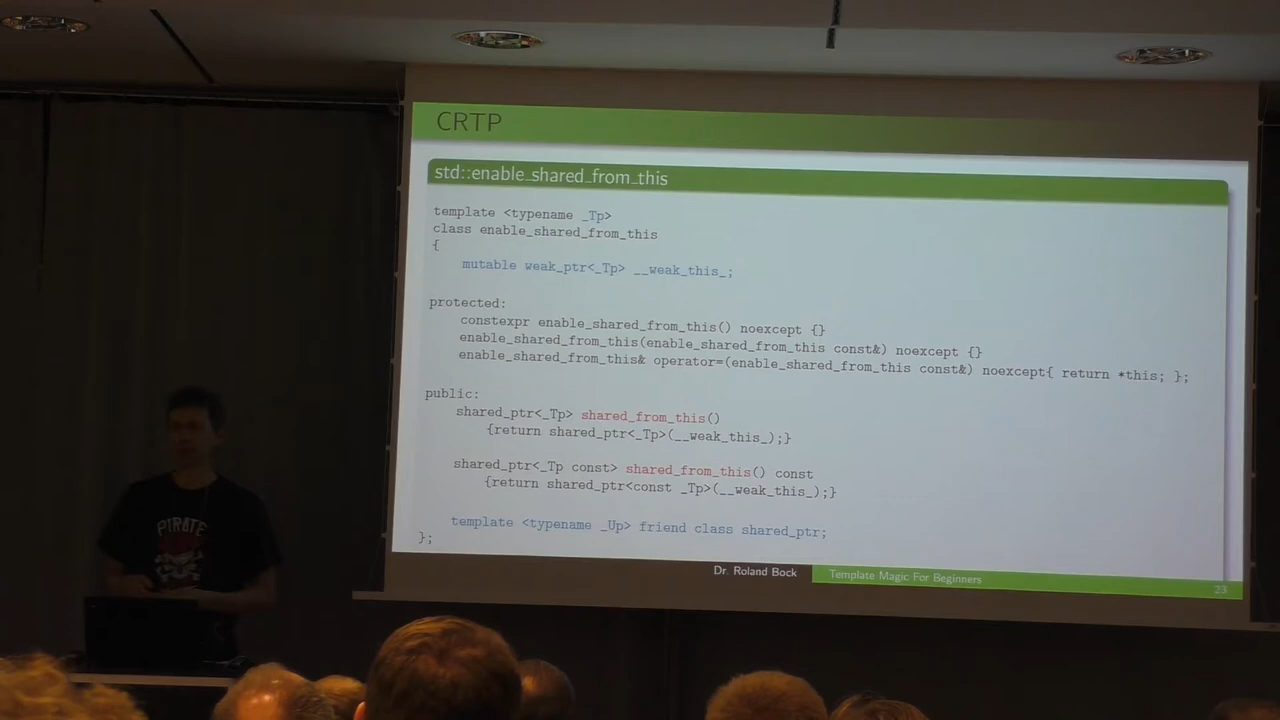 CRTP
std::enable_shared_from_this
template <typename _Tp>
class enable_shared_from_this
{
mutable weak_ptr<_Tp> __weak_this_;
protected:
constexpr enable_shared_from_this() noexcept {}
enable_shared_from_this(enable_shared_from_this const&) noexcept {}
enable_shared_from_this& operator=(enable_shared_from_this const&) noexcept{ return *this; };
public:
shared_ptr<_Tp> shared_from_this()
{return shared_ptr<_Tp>(__weak_this_);}
shared_ptr<_Tp const> shared_from_this() const
{return shared_ptr<const _Tp>(__weak_this_);}
template <typename _Up> friend class shared_ptr;
};
Dr. Roland Bock
Template Magic For Beginners
23
PIRATE